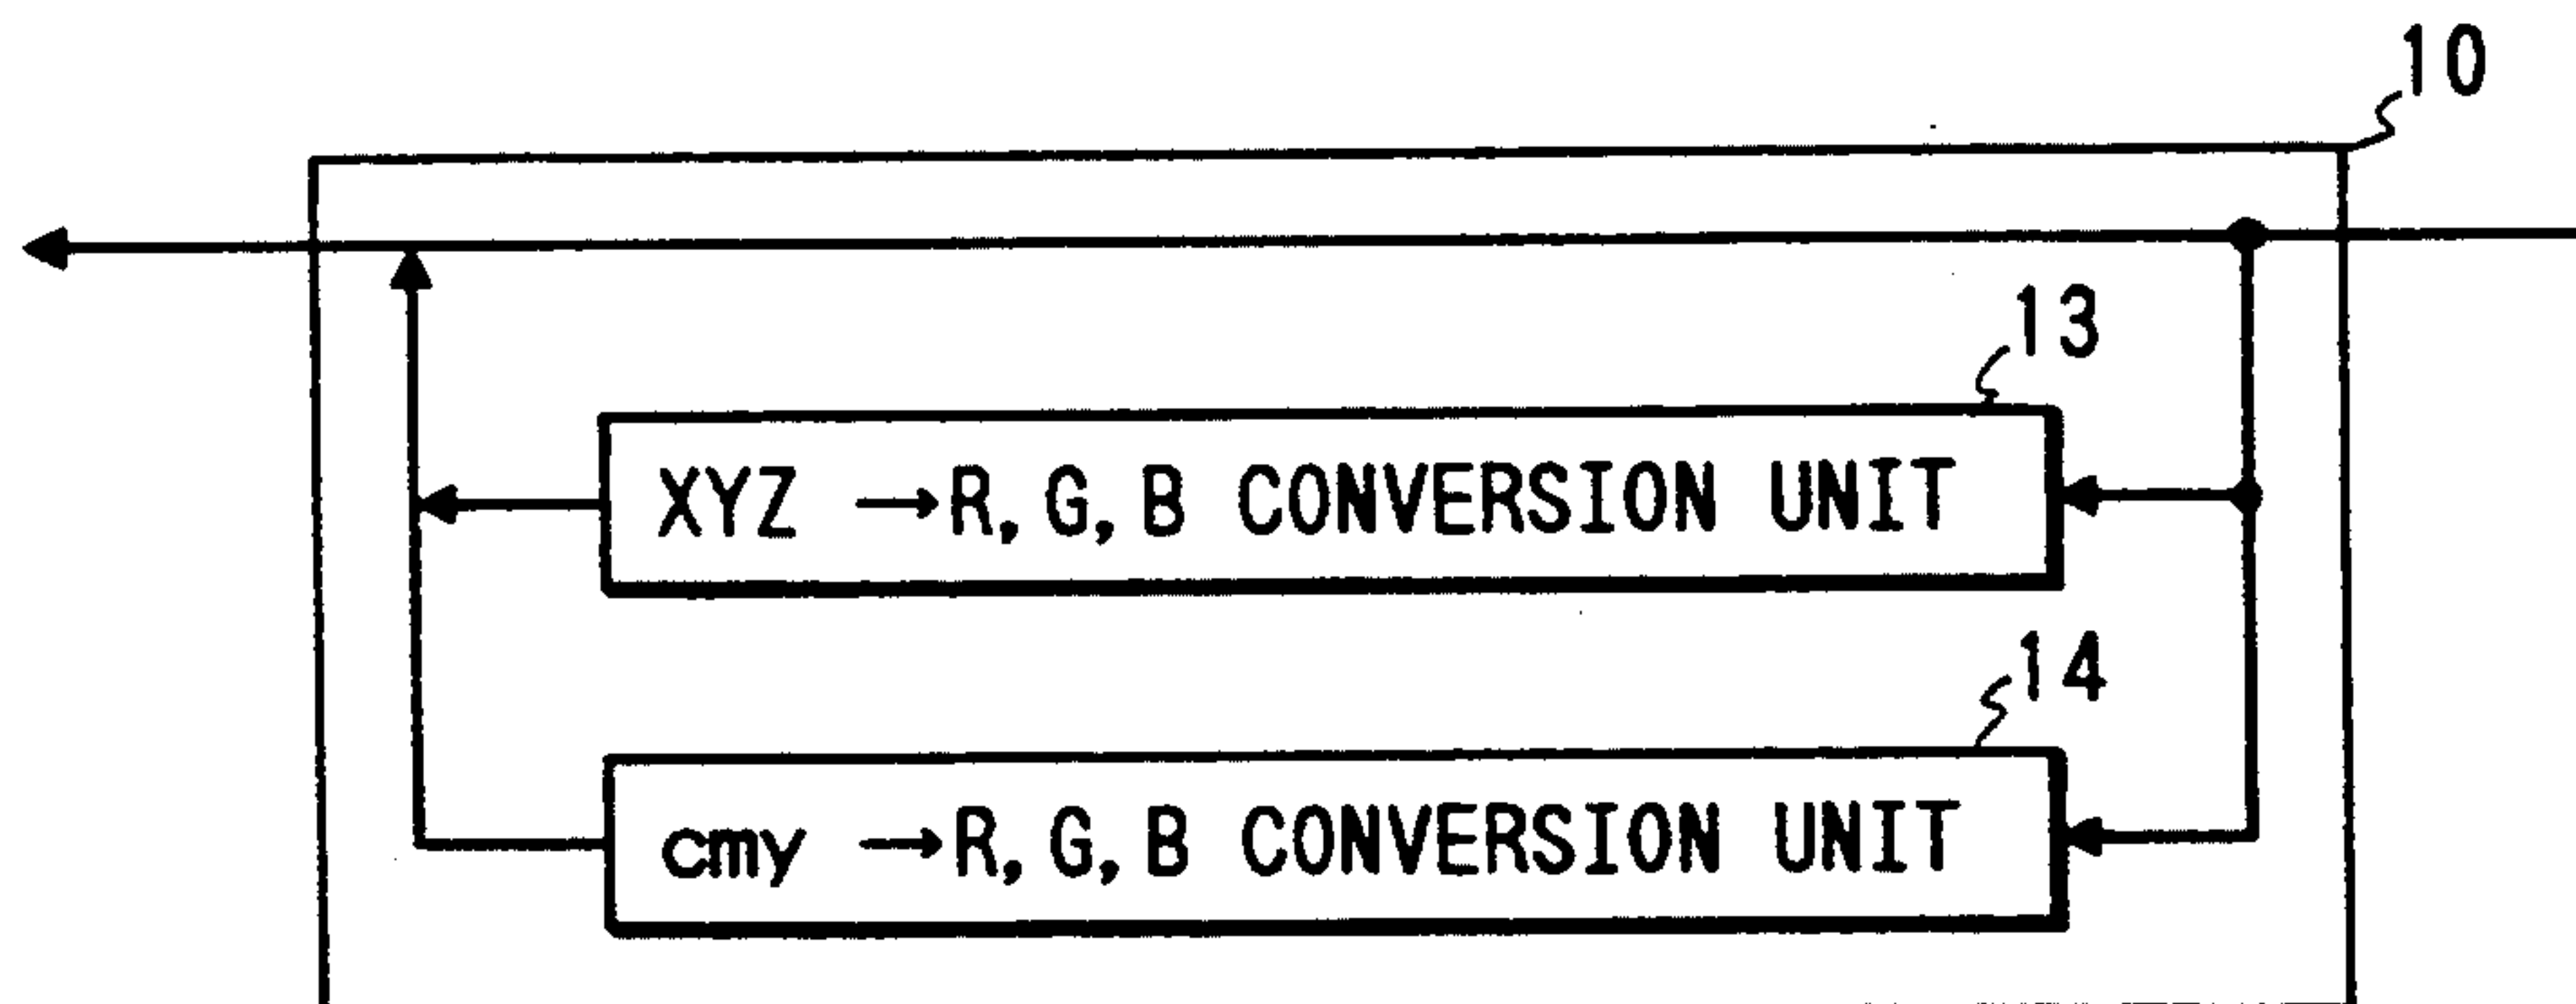 10
13
XYZ →R, G, B CONVERSION UNIT
14
cmy →R, G, B CONVERSION UNIT